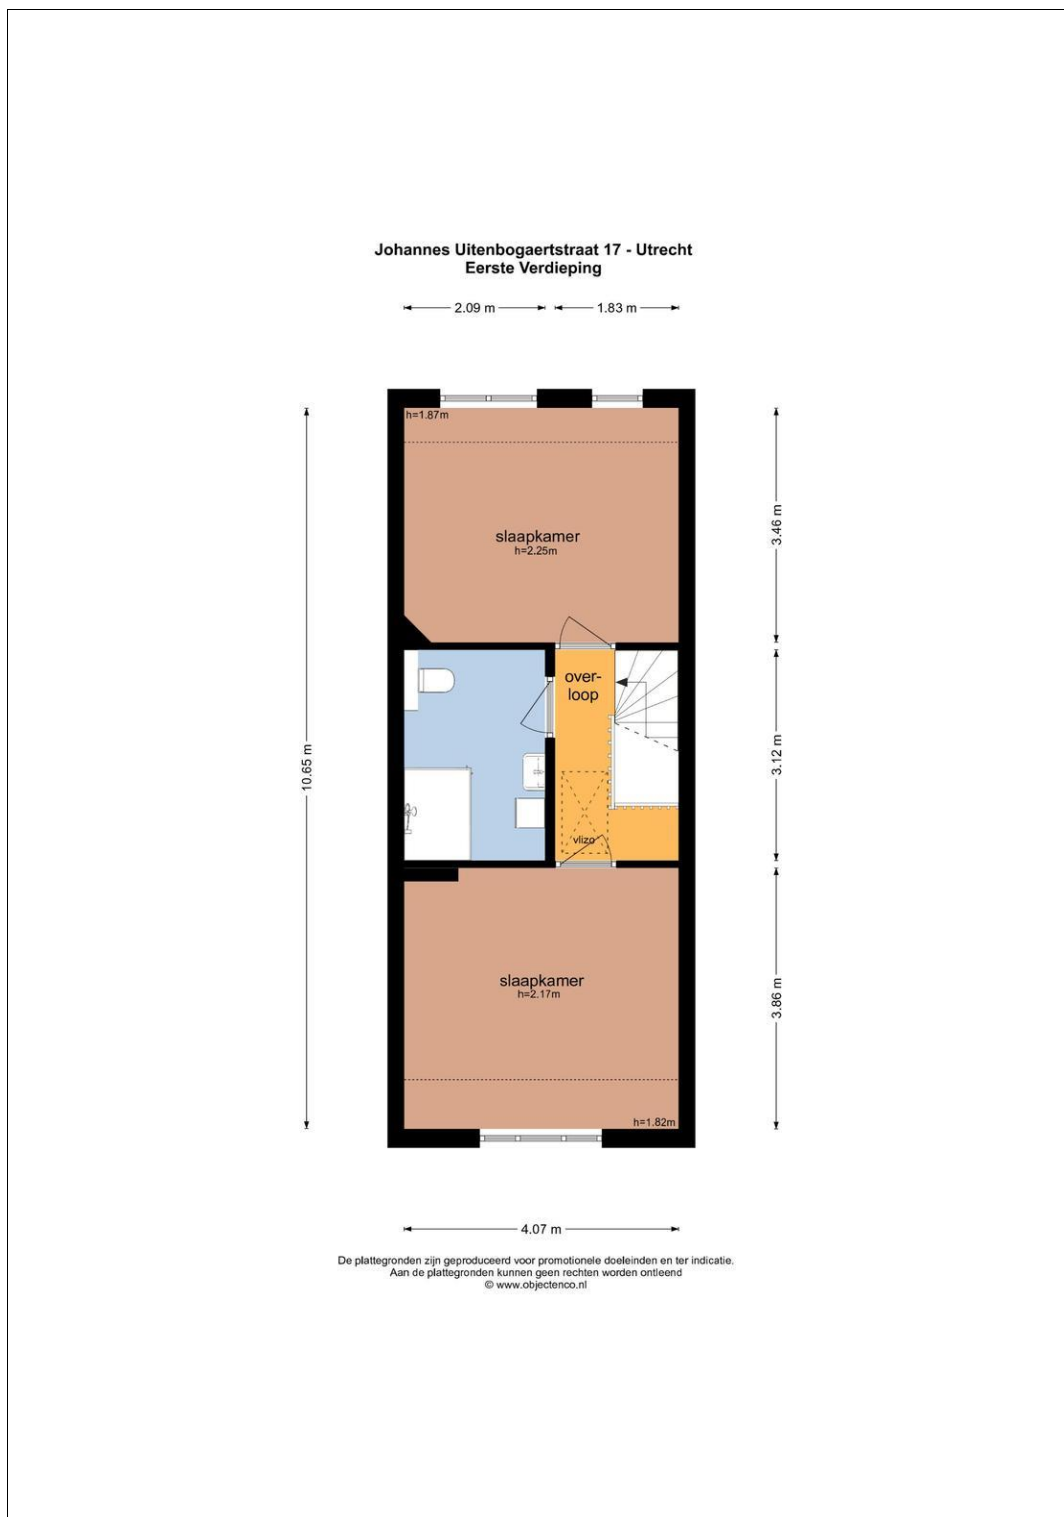 Johannes Uitenbogaertstraat 17 - Utrecht
Eerste Verdieping
2.09 m
1.83 m
h=1.87m
slaapkamer
h=2.25m
3.46 m
over-
loop
10.65 m
3.12 m
vlizo
slaapkamer
h=2.17m
3.86 m
h=1.82m
4.07 m
De plattegronden zijn geproduceerd voor promotionele doeleinden en ter indicatie.
Aan de plattegronden kunnen geen rechten worden ontleend
© www.objectenco.nl